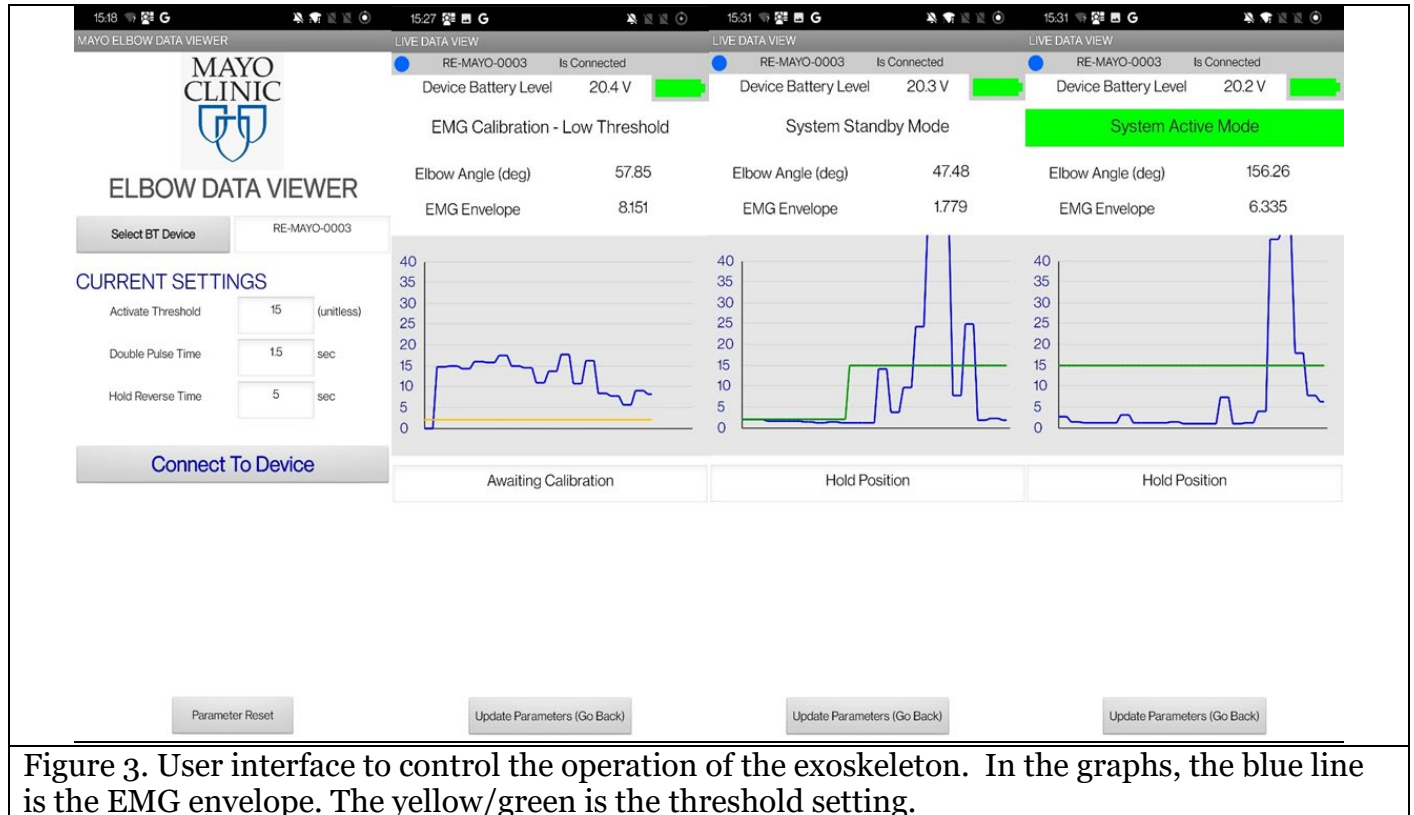 15:18 G
MAYO ELBOW DATA VIEWER
MAYO
CLINIC
ELBOW DATA VIEWER
Select BT Device RE-MAYO-0003
CURRENT SETTINGS
Activate Threshold 15 (unitless)
Double Pulse Time 1.5 sec
Hold Reverse Time 5 sec
Connect To Device
Parameter Reset
15:27 G
LIVE DATA VIEW
RE-MAYO-0003 Is Connected
Device Battery Level 20.4 V
EMG Calibration - Low Threshold
Elbow Angle (deg) 57.85
EMG Envelope 8.151
40
35
30
25
20
15
10
5
0
Awaiting Calibration
Update Parameters (Go Back)
15:31 G
LIVE DATA VIEW
RE-MAYO-0003 Is Connected
Device Battery Level 20.3 V
System Standby Mode
Elbow Angle (deg) 47.48
EMG Envelope 1.779
40
35
30
25
20
15
10
5
0
Hold Position
Update Parameters (Go Back)
15:31 G
LIVE DATA VIEW
RE-MAYO-0003 Is Connected
Device Battery Level 20.2 V
System Active Mode
Elbow Angle (deg) 156.26
EMG Envelope 6.335
40
35
30
25
20
15
10
5
0
Hold Position
Update Parameters (Go Back)
Figure 3. User interface to control the operation of the exoskeleton. In the graphs, the blue line
is the EMG envelope. The yellow/green is the threshold setting.